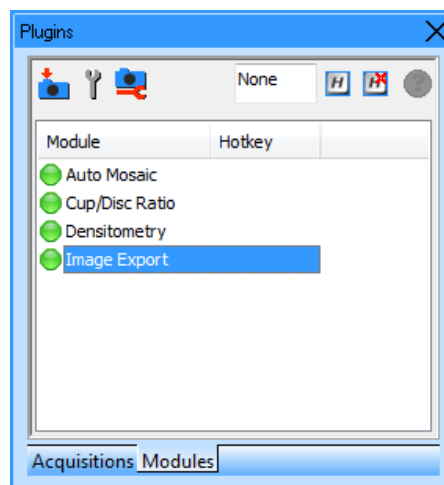 Plugins
None H H
Module Hotkey
Auto Mosaic
Cup/Disc Ratio
Densitometry
Image Export
Acquisitions Modules